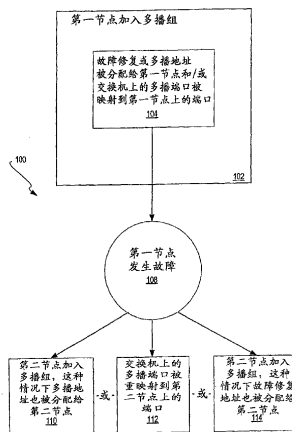 第一节点加入多播组
故障修复或多播地址
被分配给第一节点和/或
交换机上的多播端口被
映射到第一节点上的端口
104
102
100
第一节点
发生故障
108
第二节点加入
多播组，这种
情况下多播地
址也被分配给
第二节点
110
-或-
交换机上的
多播端口被
重映射到第
二节点上的
端口
112
-或-
第二节点加入
多播组，这种
情况下故障修复
地址也被分配给
第二节点
114